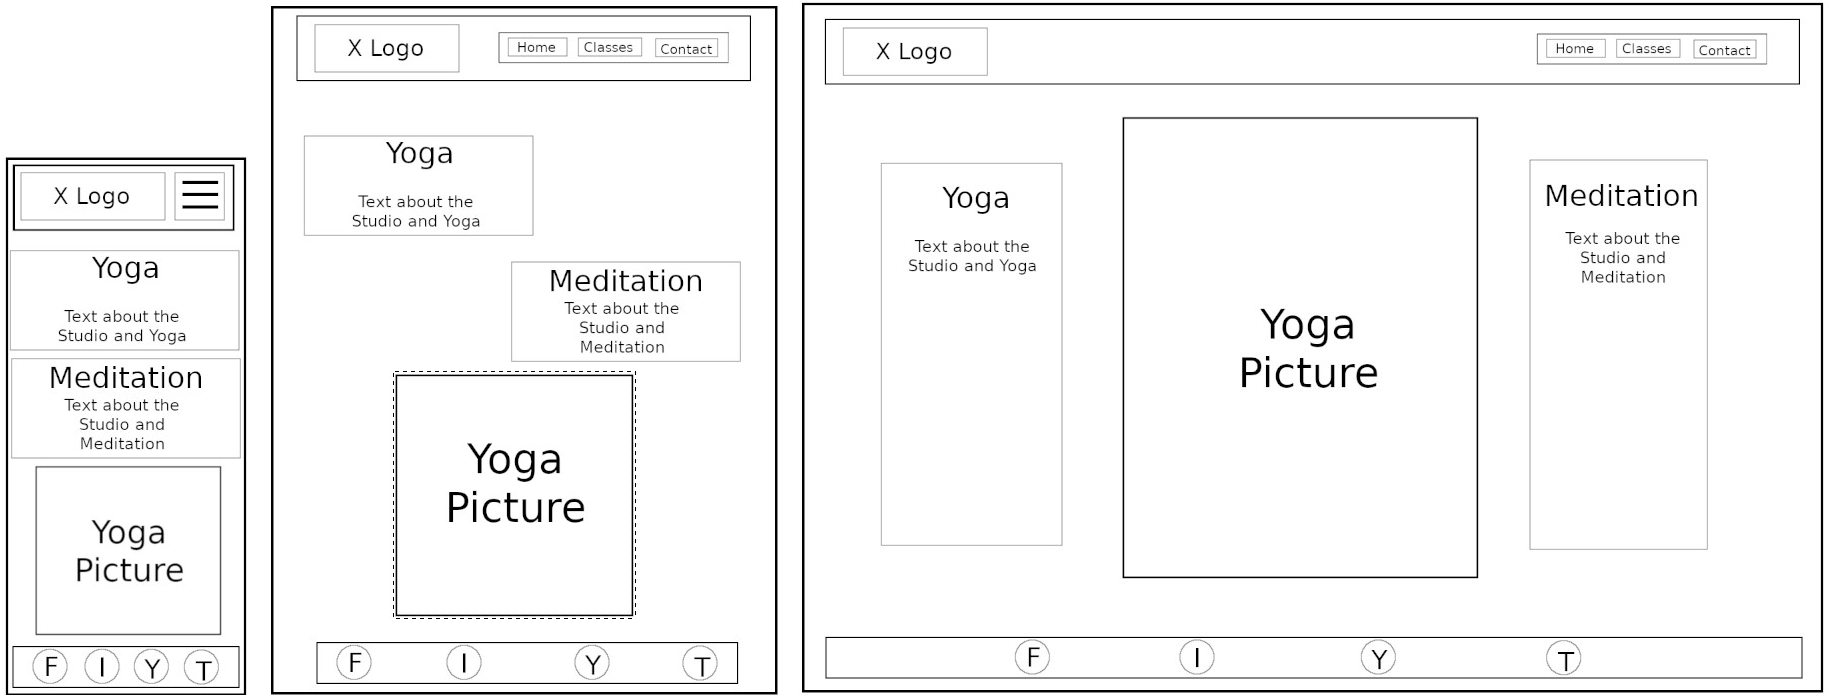 X Logo
Yoga
Text about the
Studio and Yoga
Meditation
Text about the
Studio and
Meditation
Yoga
Picture
F I Y T
X Logo
Home Classes Contact
Yoga
Text about the
Studio and Yoga
Meditation
Text about the
Studio and
Meditation
Yoga
Picture
F I Y T
X Logo
Home Classes Contact
Yoga
Text about the
Studio and Yoga
Yoga
Picture
Meditation
Text about the
Studio and
Meditation
F I Y T